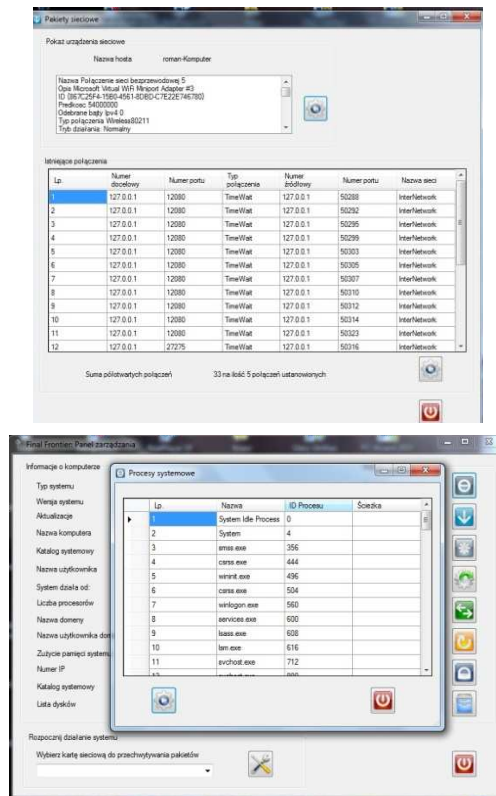 Pakiety sieciowe
Pokaż urządzenia sieciowe
Nazwa hosta roman-Komputer
Nazwa Połączenie sieci bezprzewodowej 5
Opis Microsoft Virtual WiFi Miniport Adapter #3
ID {867C25F4-15B0-4561-8DBD-C7E22E746780}
Predkosc 54000000
Odebrane bajty Ipv4 0
Typ połączenia Wireless80211
Tryb działania: Normalny
Istniejące połączenia
Lp. Numer docelowy Numer portu Typ połączenia Numer źródłowy Numer portu Nazwa sieci
1 127.0.0.1 12080 TimeWait 127.0.0.1 50288 InterNetwork
2 127.0.0.1 12080 TimeWait 127.0.0.1 50292 InterNetwork
3 127.0.0.1 12080 TimeWait 127.0.0.1 50295 InterNetwork
4 127.0.0.1 12080 TimeWait 127.0.0.1 50299 InterNetwork
5 127.0.0.1 12080 TimeWait 127.0.0.1 50303 InterNetwork
6 127.0.0.1 12080 TimeWait 127.0.0.1 50305 InterNetwork
7 127.0.0.1 12080 TimeWait 127.0.0.1 50307 InterNetwork
8 127.0.0.1 12080 TimeWait 127.0.0.1 50310 InterNetwork
9 127.0.0.1 12080 TimeWait 127.0.0.1 50312 InterNetwork
10 127.0.0.1 12080 TimeWait 127.0.0.1 50314 InterNetwork
11 127.0.0.1 12080 TimeWait 127.0.0.1 50323 InterNetwork
12 127.0.0.1 27275 TimeWait 127.0.0.1 50316 InterNetwork
Suma półotwartych połączeń 33 na ilość 5 połączeń ustanowionych
Final Frontier: Panel zarządzania
Informacje o komputerze
Typ systemu
Wersja systemu
Aktualizacje
Nazwa komputera
Katalog systemowy
Nazwa użytkownika
System działa od:
Liczba procesorów
Nazwa domeny
Nazwa użytkownika
Zużycie pamięci systemu
Numer IP
Katalog systemowy
Lista dysków
Procesy systemowe
Lp. Nazwa ID Procesu Ścieżka
1 System Idle Process 0
2 System 4
3 smss.exe 356
4 csrss.exe 444
5 wininit.exe 496
6 csrss.exe 504
7 winlogon.exe 560
8 services.exe 600
9 lsass.exe 608
10 lsm.exe 616
11 svchost.exe 712
Rozpocznij działanie systemu
Wybierz kartę sieciową do przechwytywania pakietów